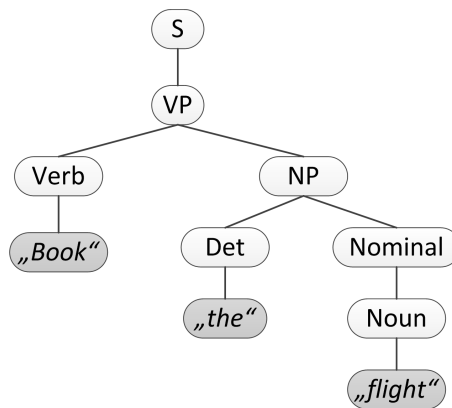 S
VP
Verb
NP
„Book“
Det
Nominal
„the“
Noun
„flight“